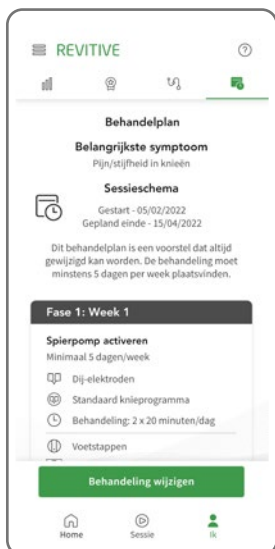 REVITIVE
Behandelplan
Belangrijkste symptoom
Pijn/stijfheid in knieën
Sessieschema
Gestart - 05/02/2022
Gepland einde - 15/04/2022
Dit behandelplan is een voorstel dat altijd
gewijzigd kan worden. De behandeling moet
minstens 5 dagen per week plaatsvinden.
Fase 1: Week 1
Spierpomp activeren
Minimaal 5 dagen/week
Dij-elektroden
Standaard knieprogramma
Behandeling: 2 x 20 minuten/dag
Voetstappen
Behandeling wijzigen
Home Sessie Ik